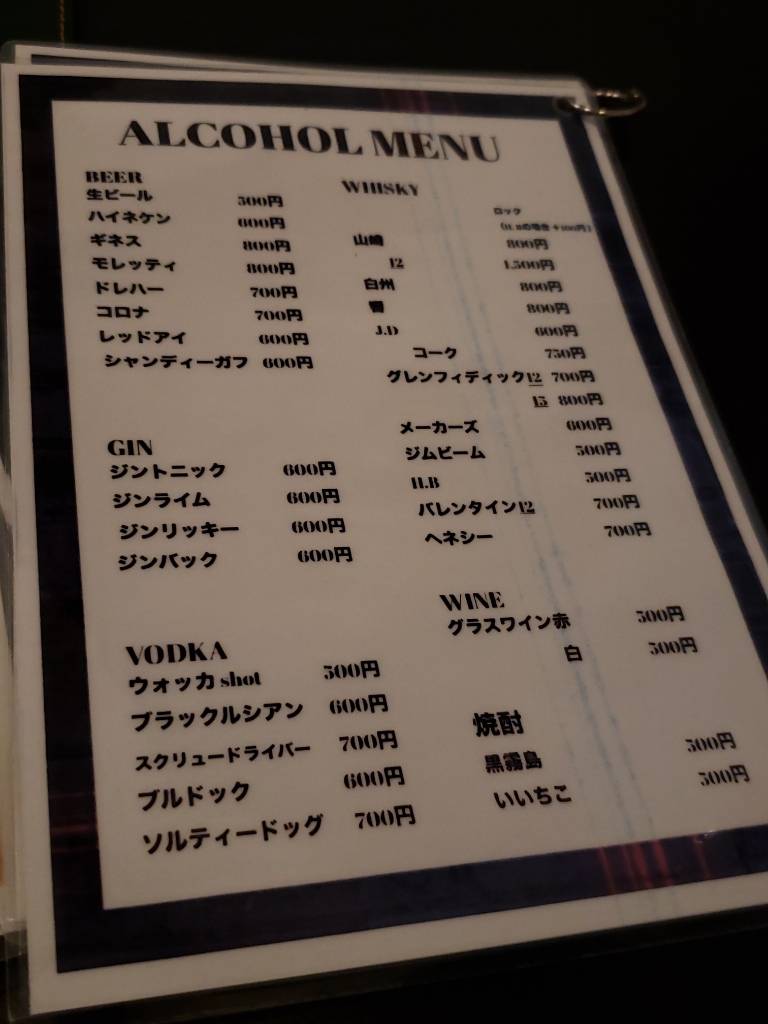 ALCOHOL MENU
BEER
生ビール 500円
ハイネケン 600円
ギネス 800円
モレッティ 800円
ドレハー 700円
コロナ 700円
レッドアイ 600円
シャンディーガフ 600円
GIN
ジントニック 600円
ジンライム 600円
ジンリッキー 600円
ジンバック 600円
VODKA
ウォッカ shot 500円
ブラックルシアン 600円
スクリュードライバー 700円
ブルドック 600円
ソルティードッグ 700円
WHISKY
ロック
(H.Bの場合+100円)
山崎 800円
12 1,500円
白州 800円
響 800円
J.D 600円
コーク 750円
グレンフィディック12 700円
15 800円
メーカーズ 600円
ジムビーム 500円
H.B 500円
バレンタイン12 700円
ヘネシー 700円
WINE
グラスワイン赤 500円
白 500円
焼酎
黒霧島 500円
いいちこ 500円